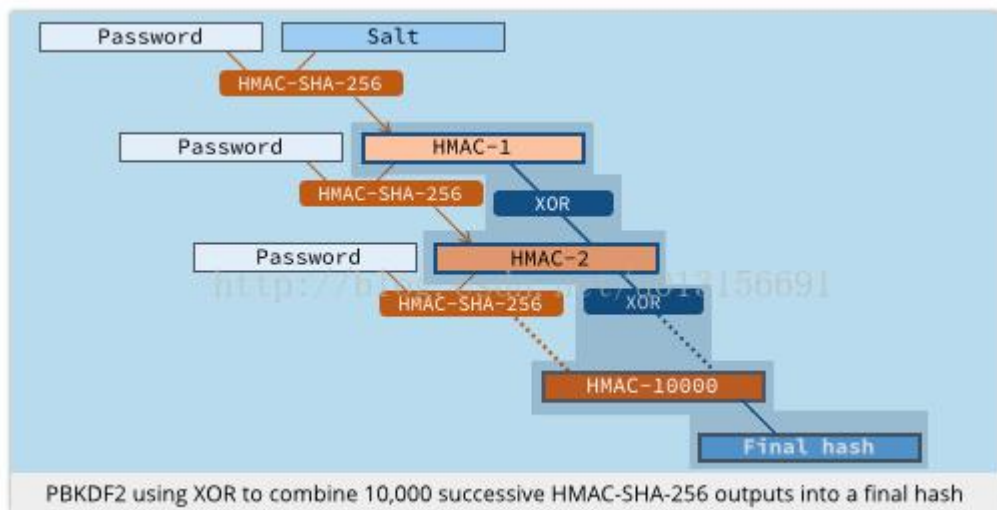 Password Salt
HMAC-SHA-256
Password HMAC-1
HMAC-SHA-256
XOR
Password HMAC-2
HMAC-SHA-256 XOR
HMAC-10000
Final hash
PBKDF2 using XOR to combine 10,000 successive HMAC-SHA-256 outputs into a final hash